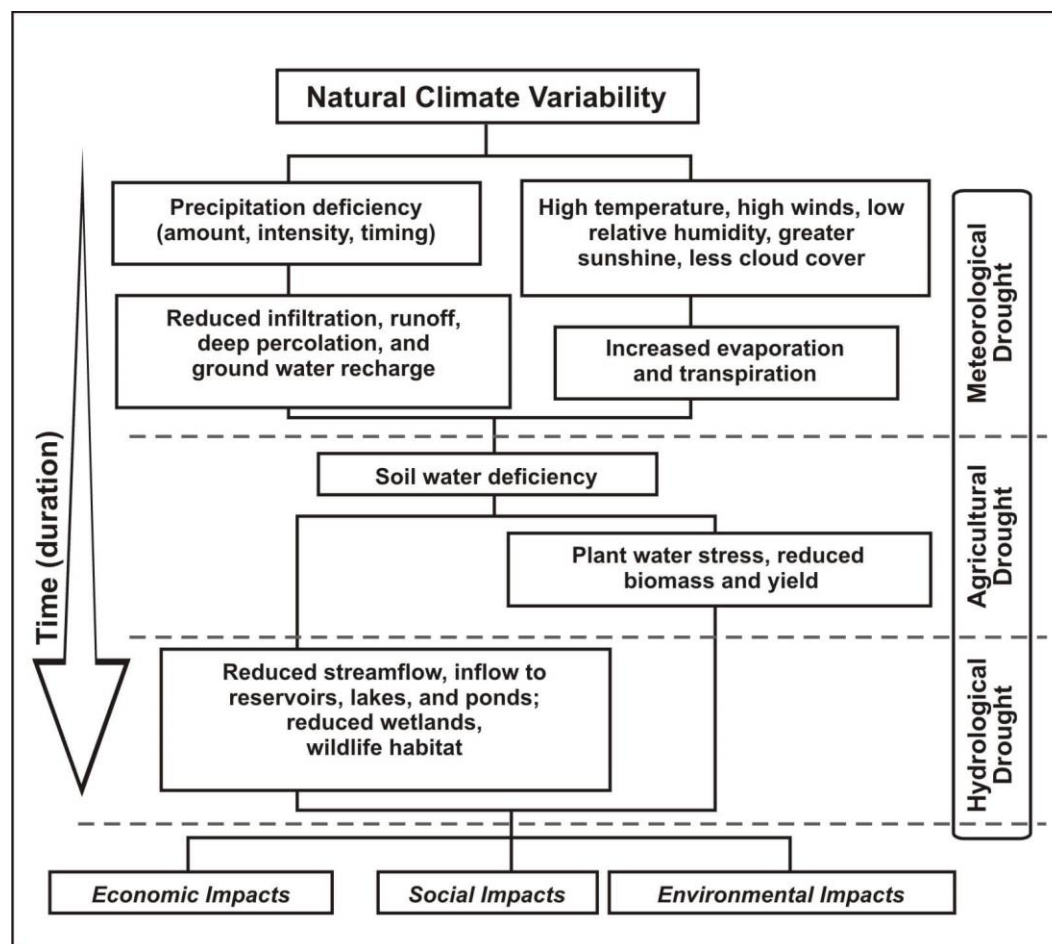 Natural Climate Variability
Precipitation deficiency
(amount, intensity, timing)
High temperature, high winds, low
relative humidity, greater
sunshine, less cloud cover
Reduced infiltration, runoff,
deep percolation, and
ground water recharge
Increased evaporation
and transpiration
Meteorological
Drought
Time (duration)
Soil water deficiency
Plant water stress, reduced
biomass and yield
Agricultural
Drought
Reduced streamflow, inflow to
reservoirs, lakes, and ponds;
reduced wetlands,
wildlife habitat
Hydrological
Drought
Economic Impacts
Social Impacts
Environmental Impacts